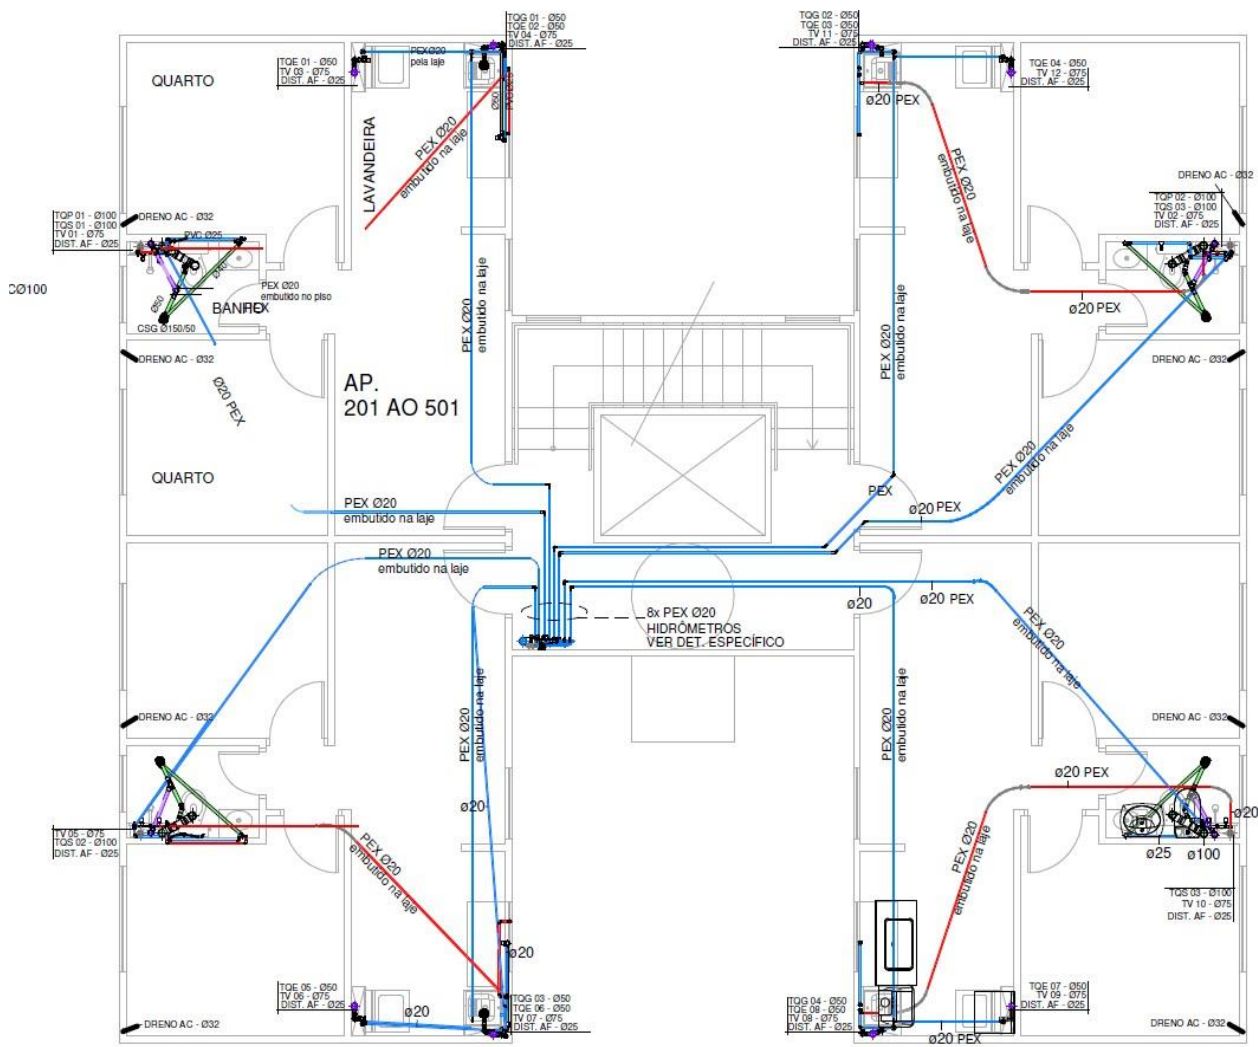 TQG 01 - Ø50
TQE 02 - Ø50
TV 04 - Ø75
DIST. AF - Ø25
TQG 02 - Ø50
TQE 03 - Ø50
TV 11 - Ø75
DIST. AF - Ø25
TQE 01 - Ø50
TV 03 - Ø75
DIST. AF - Ø25
PEX Ø20
pela laje
TQE 04 - Ø50
TV 12 - Ø75
DIST. AF - Ø25
QUARTO
LAVANDEIRA
PEX Ø20
embutido na laje
Ø50
PVC Ø25
ø20 PEX
PEX Ø20
embutido na laje
DRENO AC - Ø32
TQP 02 - Ø100
TQS 03 - Ø100
TV 02 - Ø75
DIST. AF - Ø25
TQP 01 - Ø100
TQS 01 - Ø100
TV 01 - Ø75
DIST. AF - Ø25
DRENO AC - Ø32
PVC Ø25
Ø40
Ø50
PEX Ø20
embutido no piso
BANHO
PEX
CSG Ø150/50
CØ100
ø20 PEX
DRENO AC - Ø32
Ø20 PEX
DRENO AC - Ø32
PEX Ø20
embutido na laje
PEX Ø20
embutido na laje
AP.
201 AO 501
QUARTO
PEX Ø20
embutido na laje
PEX
PEX Ø20
embutido na laje
ø20 PEX
PEX Ø20
embutido na laje
ø20
ø20 PEX
8x PEX Ø20
HIDRÔMETROS
VER DET. ESPECÍFICO
PEX Ø20
embutido na laje
DRENO AC - Ø32
PEX Ø20
embutido na laje
PEX Ø20
embutido na laje
DRENO AC - Ø32
ø20
ø20 PEX
ø20
TV 05 - Ø75
TQS 02 - Ø100
DIST. AF - Ø25
PEX Ø20
embutido na laje
PEX Ø20
embutido na laje
ø25
ø100
TQS 03 - Ø100
TV 10 - Ø75
DIST. AF - Ø25
ø20
TQE 05 - Ø50
TV 06 - Ø75
DIST. AF - Ø25
ø20
TQG 03 - Ø50
TQE 06 - Ø50
TV 07 - Ø75
DIST. AF - Ø25
TQG 04 - Ø50
TQE 08 - Ø50
TV 08 - Ø75
DIST. AF - Ø25
TQE 07 - Ø50
TV 09 - Ø75
DIST. AF - Ø25
DRENO AC - Ø32
DRENO AC - Ø32
ø20 PEX